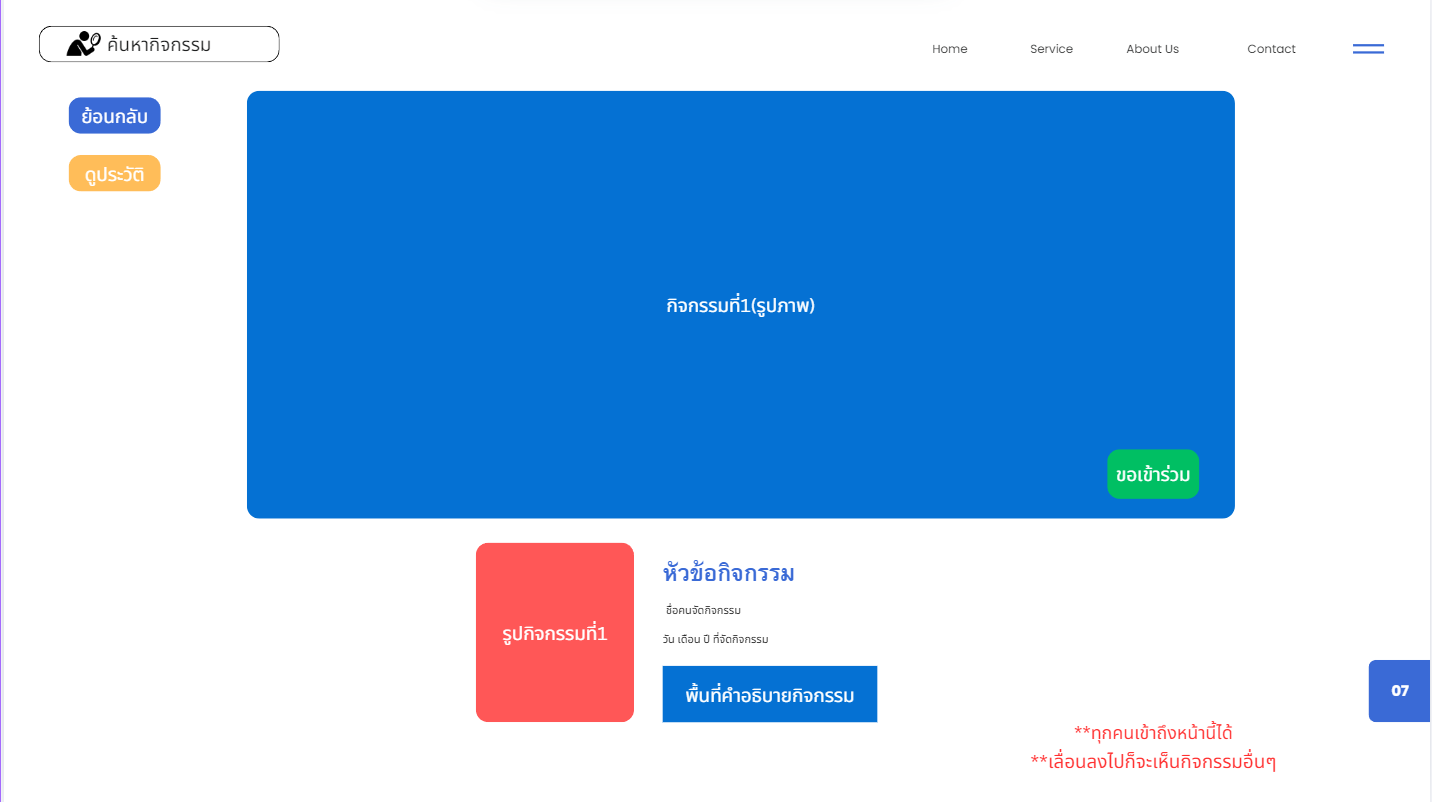 ค้นหากิจกรรม
Home Service About Us Contact
ย้อนกลับ
ดูประวัติ
กิจกรรมที่1(รูปภาพ)
ขอเข้าร่วม
รูปกิจกรรมที่1
หัวข้อกิจกรรม
ชื่อคนจัดกิจกรรม
วัน เดือน ปี ที่จัดกิจกรรม
พื้นที่คำอธิบายกิจกรรม
07
**ทุกคนเข้าถึงหน้านี้ได้
**เลื่อนลงไปก็จะเห็นกิจกรรมอื่นๆ